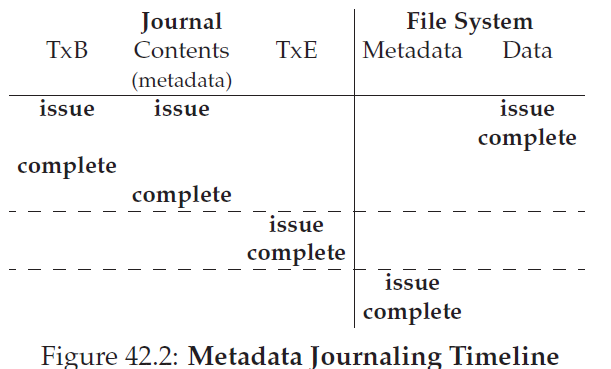 Journal File System
TxB Contents TxE Metadata Data
(metadata)
issue issue issue
complete
complete
complete
issue
complete
issue
complete
Figure 42.2: Metadata Journaling Timeline